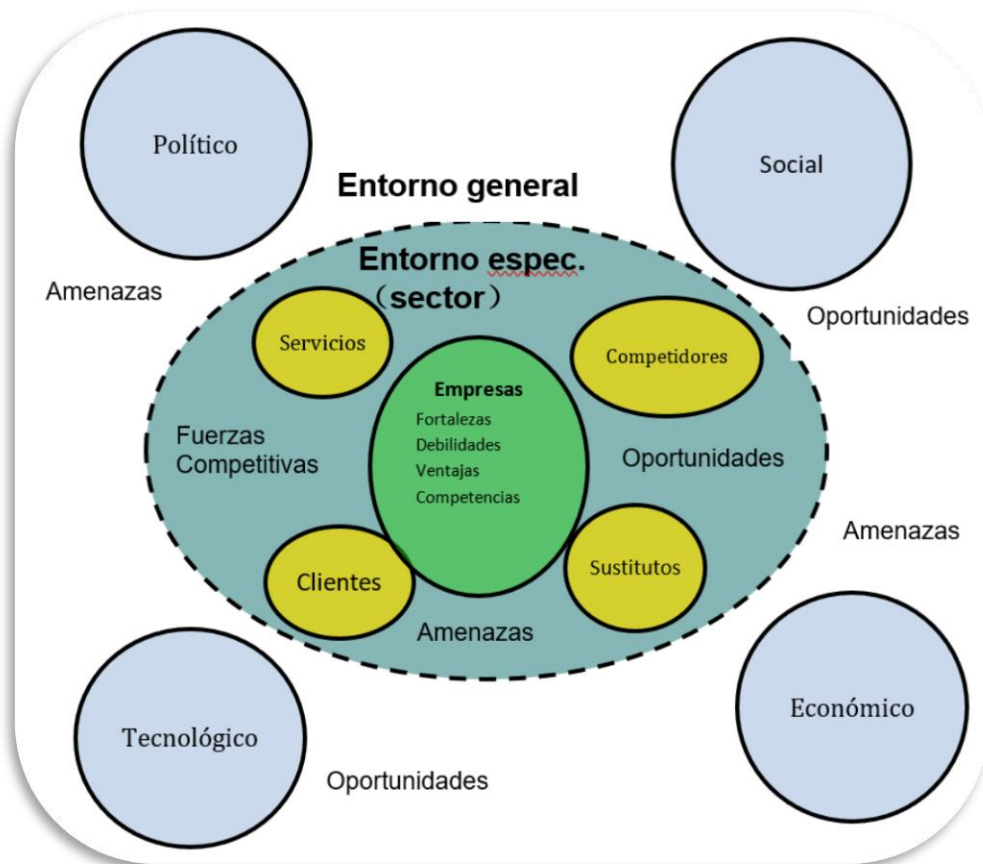 Político
Social
Entorno general
Entorno espec.
(sector)
Amenazas
Oportunidades
Servicios
Competidores
Empresas
Fortalezas
Debilidades
Ventajas
Competencias
Fuerzas
Competitivas
Oportunidades
Amenazas
Clientes
Sustitutos
Amenazas
Tecnológico
Económico
Oportunidades